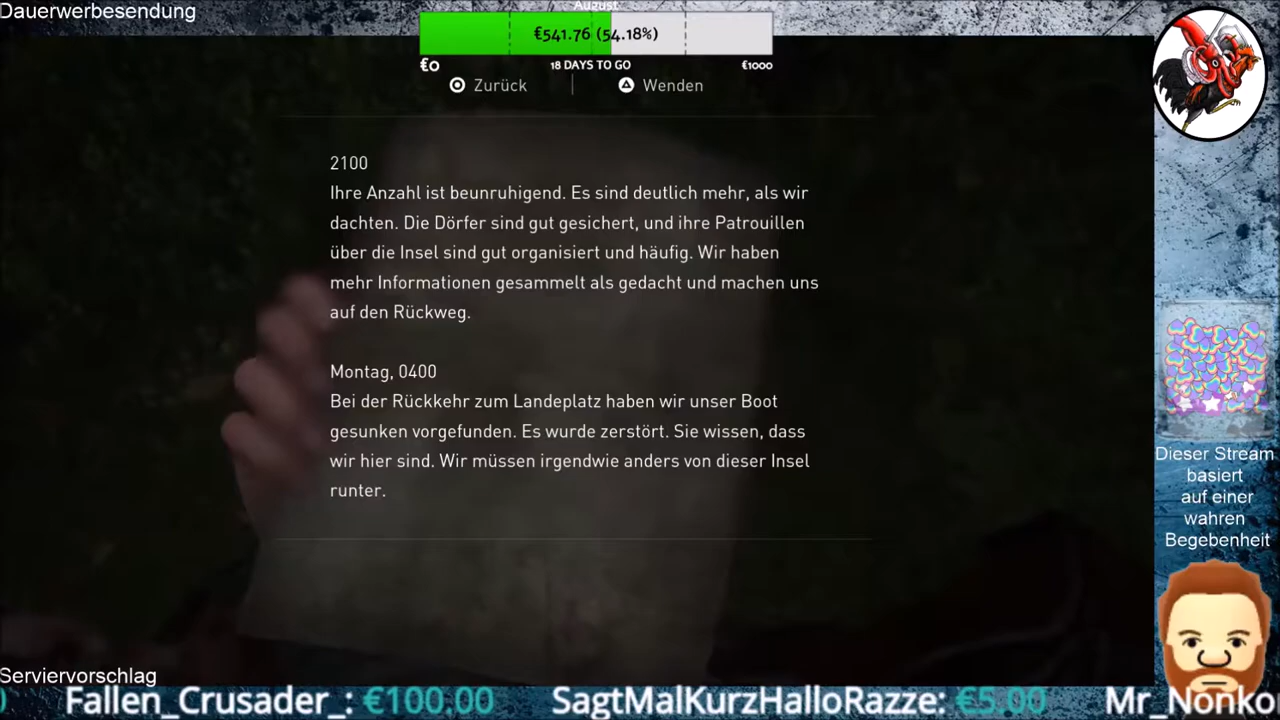 Dauerwerbesendung
August
€541.76 (54.18%)
€0 18 DAYS TO GO €1000
Zurück | Wenden
2100
Ihre Anzahl ist beunruhigend. Es sind deutlich mehr, als wir
dachten. Die Dörfer sind gut gesichert, und ihre Patrouillen
über die Insel sind gut organisiert und häufig. Wir haben
mehr Informationen gesammelt als gedacht und machen uns
auf den Rückweg.
Montag, 0400
Bei der Rückkehr zum Landeplatz haben wir unser Boot
gesunken vorgefunden. Es wurde zerstört. Sie wissen, dass
wir hier sind. Wir müssen irgendwie anders von dieser Insel
runter.
Dieser Stream
basiert
auf einer
wahren
Begebenheit
Serviervorschlag
Fallen_Crusader_: €100.00 SagtMalKurzHalloRazze: €5.00 Mr_Nonko